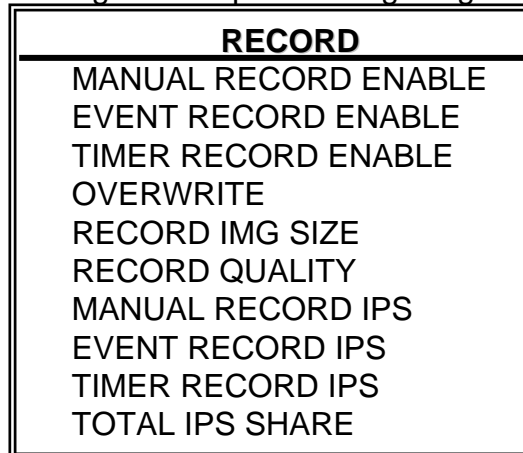 RECORD
MANUAL RECORD ENABLE
EVENT RECORD ENABLE
TIMER RECORD ENABLE
OVERWRITE
RECORD IMG SIZE
RECORD QUALITY
MANUAL RECORD IPS
EVENT RECORD IPS
TIMER RECORD IPS
TOTAL IPS SHARE